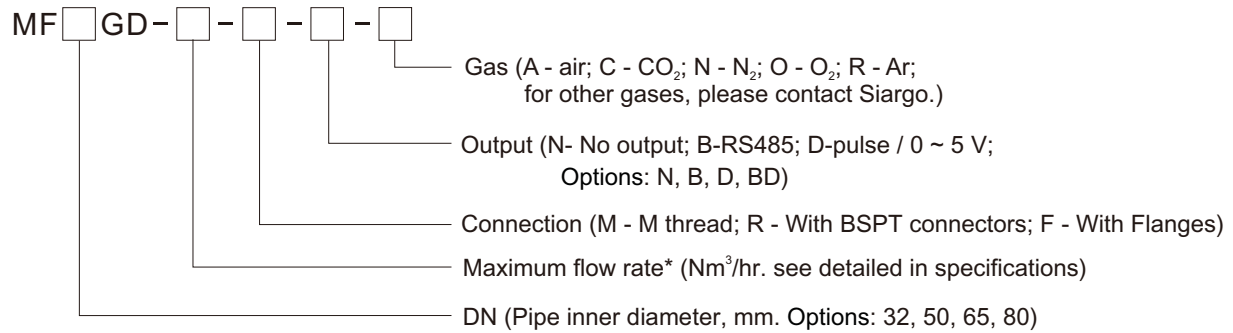 MF□GD-□-□-□-□
Gas (A - air; C - CO₂; N - N₂; O - O₂; R - Ar;
for other gases, please contact Siargo.)
Output (N- No output; B-RS485; D-pulse / 0 ~ 5 V;
Options: N, B, D, BD)
Connection (M - M thread; R - With BSPT connectors; F - With Flanges)
Maximum flow rate* (Nm³/hr. see detailed in specifications)
DN (Pipe inner diameter, mm. Options: 32, 50, 65, 80)